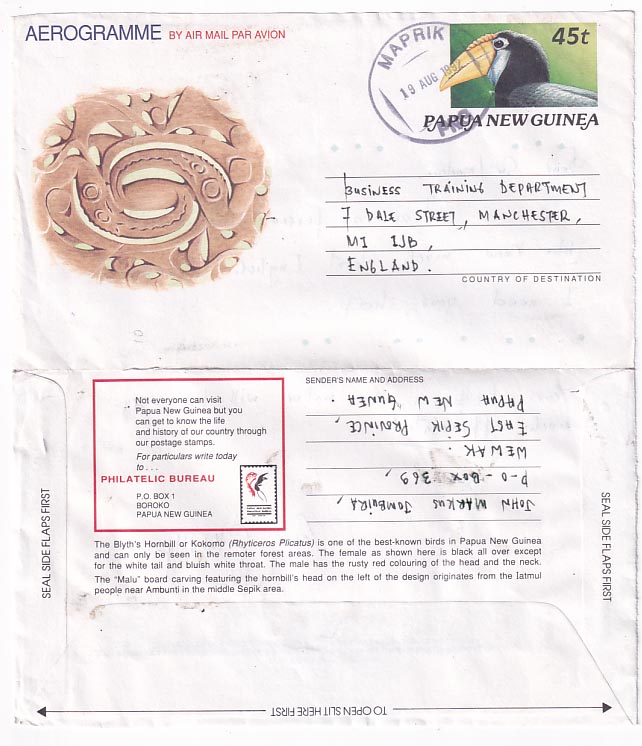 AEROGRAMME BY AIR MAIL PAR AVION
MAPRIK
19 AUG 1992
PNG
45t
PAPUA NEW GUINEA
BUSINESS TRAINING DEPARTMENT
7 DALE STREET, MANCHESTER,
M1 1JB,
ENGLAND.
COUNTRY OF DESTINATION
SENDER'S NAME AND ADDRESS
JOHN MARKUS JOMBUIRA,
P-O-BOX 369,
WEWAK.
EAST SEPIK PROVINCE,
PAPUA NEW GUINEA.
Not everyone can visit
Papua New Guinea but you
can get to know the life
and history of our country through
our postage stamps.
For particulars write today
to . . .
PHILATELIC BUREAU
P.O. BOX 1
BOROKO
PAPUA NEW GUINEA
SEAL SIDE FLAPS FIRST
SEAL SIDE FLAPS FIRST
The Blyth's Hornbill or Kokomo (Rhyticeros Plicatus) is one of the best-known birds in Papua New Guinea
and can only be seen in the remoter forest areas. The female as shown here is black all over except
for the white tail and bluish white throat. The male has the rusty red colouring of the head and the neck.
The "Malu" board carving featuring the hornbill's head on the left of the design originates from the Iatmul
people near Ambunti in the middle Sepik area.
TO OPEN SLIT HERE FIRST